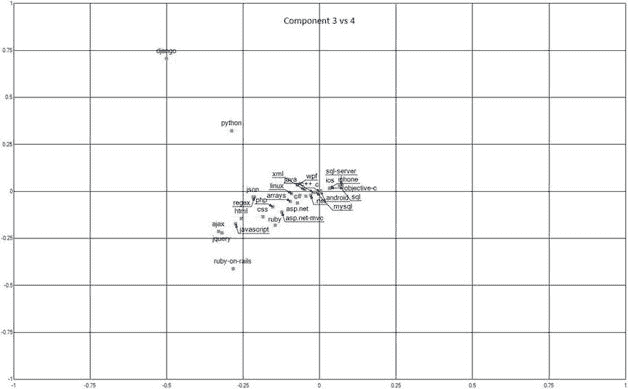 Component 3 vs 4
1
django
0.75
0.5
python
0.25
xml
java
wpf
sql-server
ios
iphone
linux
c
objective-c
json
arrays
c#
android
sql
0
regex
php
mysql
html
css
asp.net
ruby
asp.net-mvc
ajax
javascript
jquery
-0.25
ruby-on-rails
-0.5
-0.75
-1
-1
-0.75
-0.5
-0.25
0
0.25
0.5
0.75
1